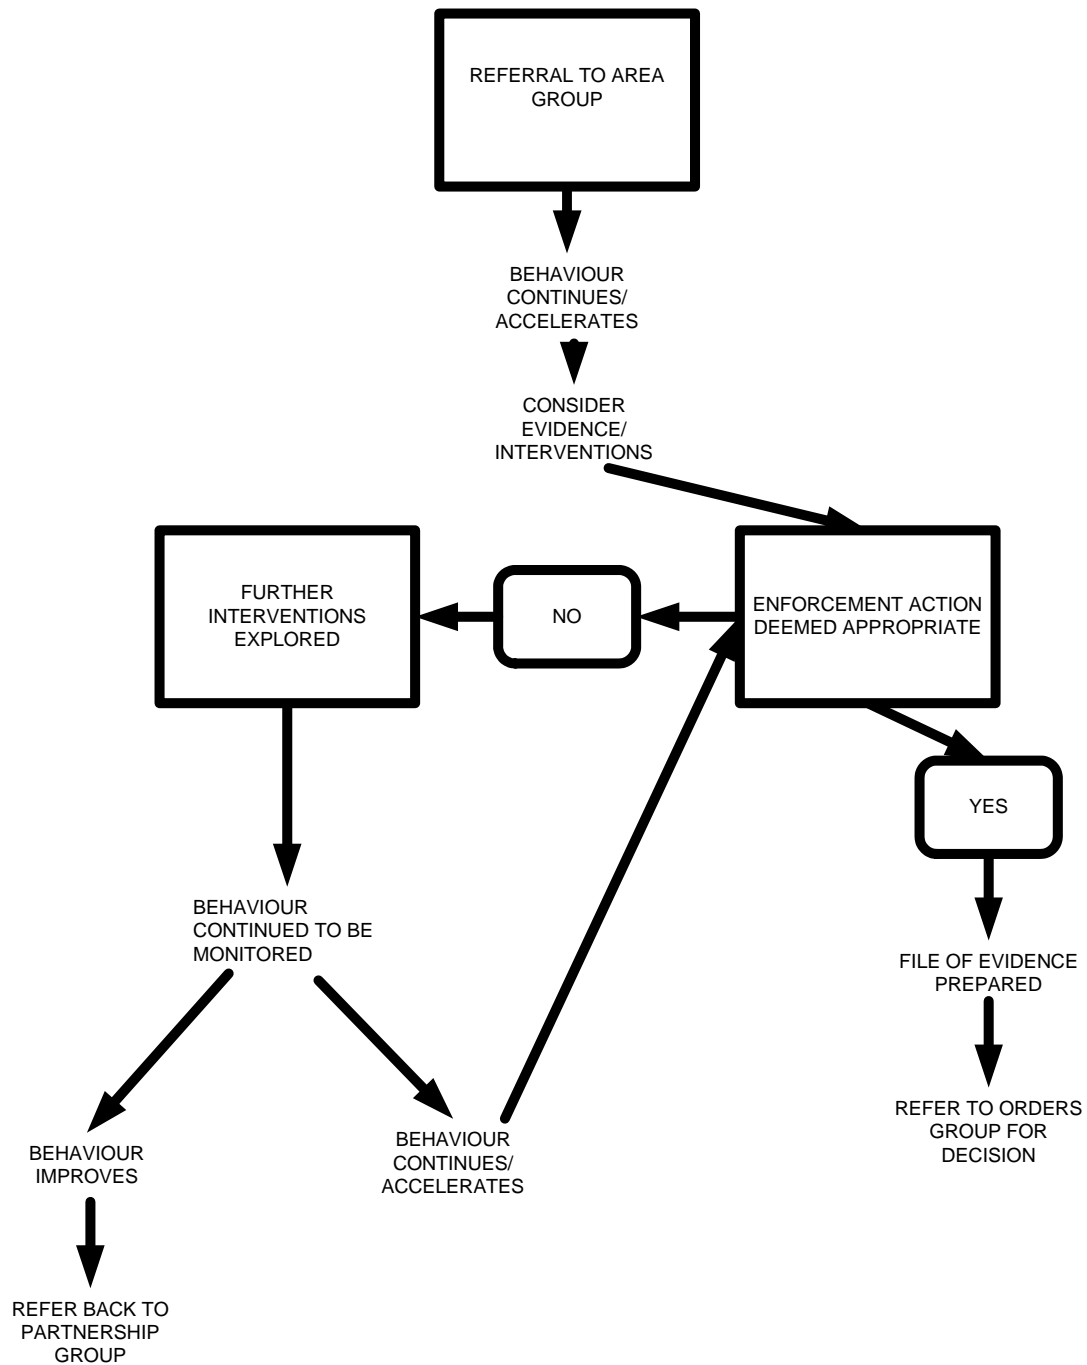 REFERRAL TO AREA
GROUP
BEHAVIOUR
CONTINUES/
ACCELERATES
CONSIDER
EVIDENCE/
INTERVENTIONS
FURTHER
INTERVENTIONS
EXPLORED
NO
ENFORCEMENT ACTION
DEEMED APPROPRIATE
YES
BEHAVIOUR
CONTINUED TO BE
MONITORED
FILE OF EVIDENCE
PREPARED
BEHAVIOUR
IMPROVES
BEHAVIOUR
CONTINUES/
ACCELERATES
REFER TO ORDERS
GROUP FOR
DECISION
REFER BACK TO
PARTNERSHIP
GROUP